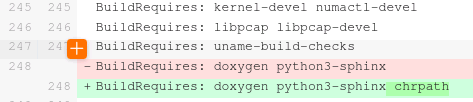 245 245 BuildRequires: kernel-devel numactl-devel
246 246 BuildRequires: libpcap libpcap-devel
247 247 BuildRequires: uname-build-checks
248 - BuildRequires: doxygen python3-sphinx
248 + BuildRequires: doxygen python3-sphinx chrpath